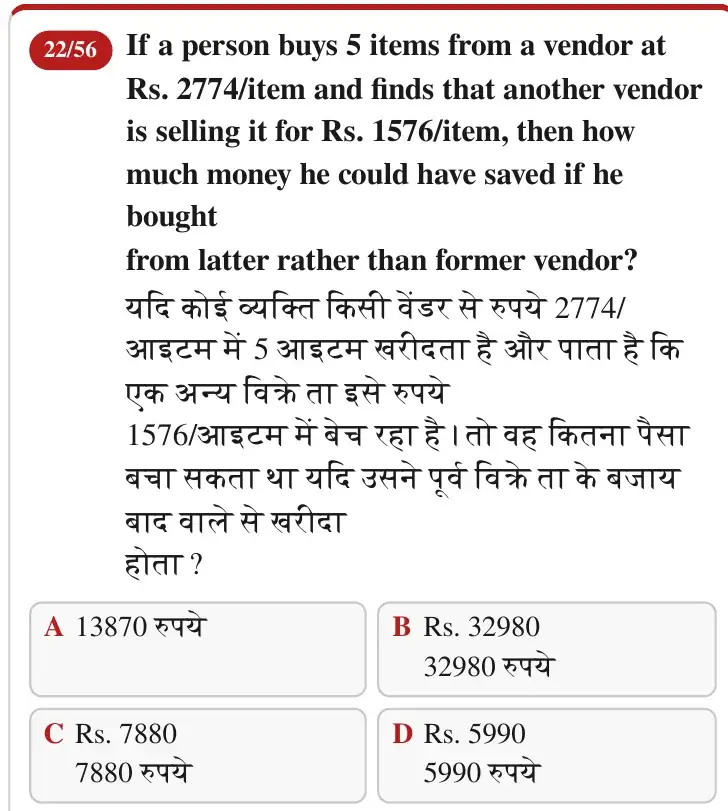 22/56 If a person buys 5 items from a vendor at
Rs. 2774/item and finds that another vendor
is selling it for Rs. 1576/item, then how
much money he could have saved if he
bought
from latter rather than former vendor?
यदि कोई व्यक्ति किसी वेंडर से रुपये 2774/
आइटम में 5 आइटम खरीदता है और पाता है कि
एक अन्य विक्रे ता इसे रुपये
1576/आइटम में बेच रहा है। तो वह कितना पैसा
बचा सकता था यदि उसने पूर्व विक्रे ता के बजाय
बाद वाले से खरीदा
होता ?
A 13870 रुपये
B Rs. 32980
32980 रुपये
C Rs. 7880
7880 रुपये
D Rs. 5990
5990 रुपये